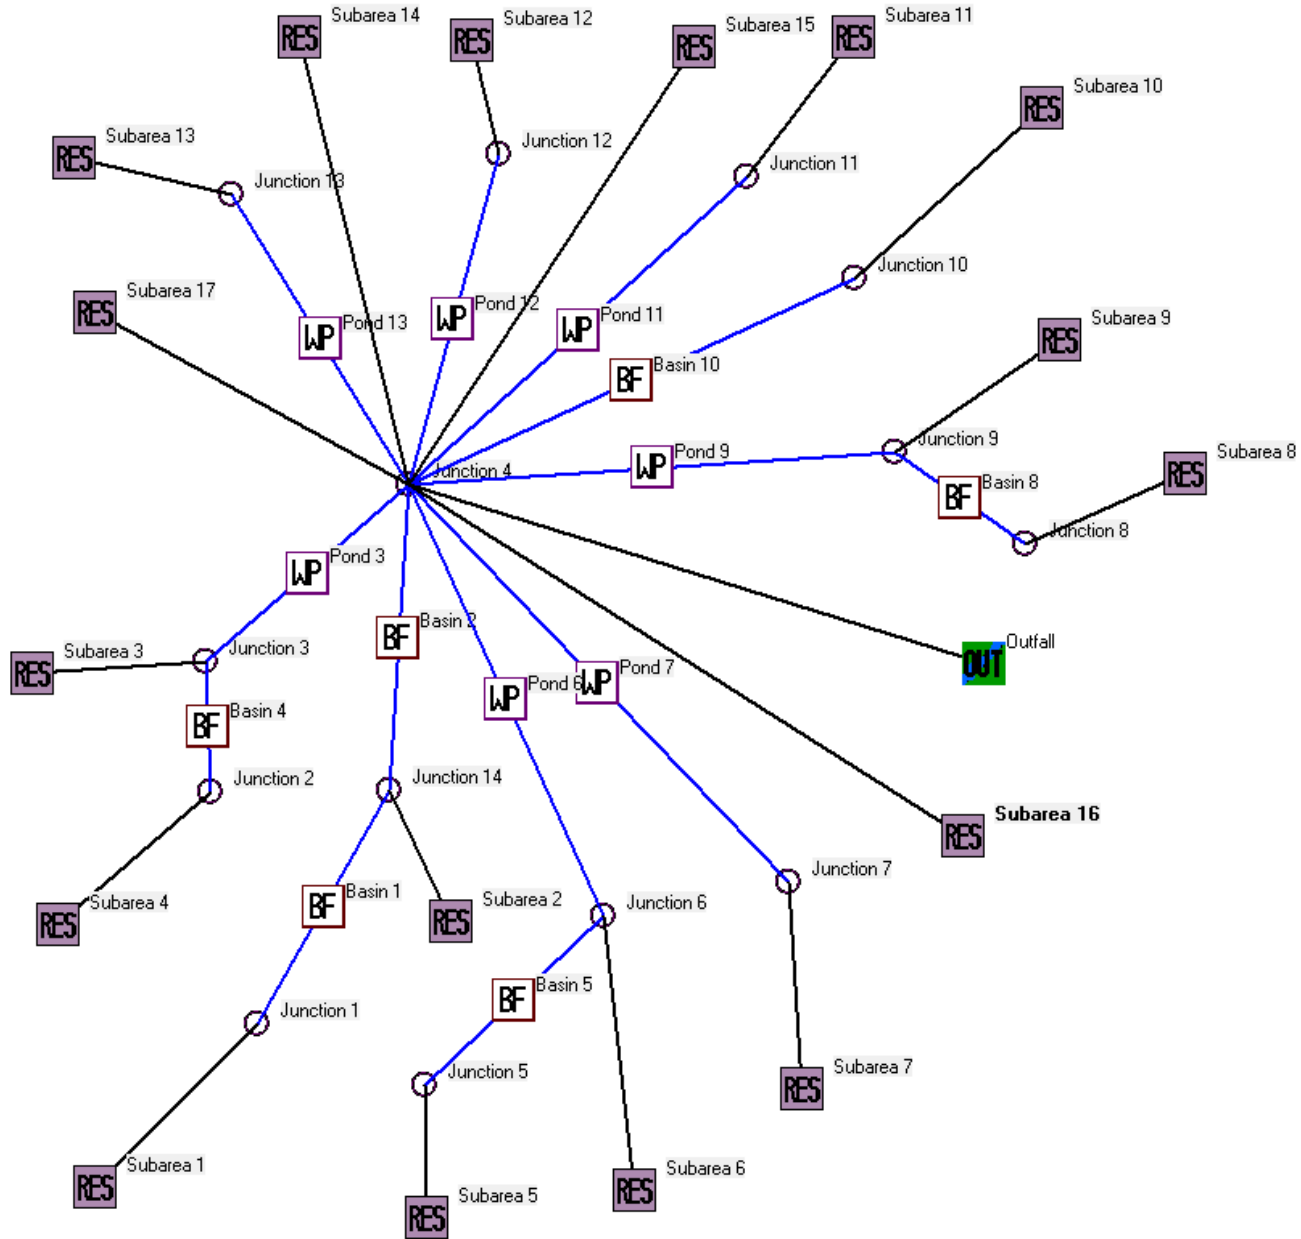 RES Subarea 14
RES Subarea 12
RES Subarea 15
RES Subarea 11
RES Subarea 10
RES Subarea 13
Junction 12
Junction 11
Junction 13
Junction 10
RES Subarea 17
WP Pond 13
WP Pond 12
WP Pond 11
RES Subarea 9
BF Basin 10
Junction 9
WP Pond 9
RES Subarea 8
Junction 4
BF Basin 8
Junction 8
WP Pond 3
BF Basin 2
OUT Outfall
RES Subarea 3
Junction 3
WP Pond 6
WP Pond 7
BF Basin 4
Junction 2
Junction 14
RES Subarea 16
Junction 7
RES Subarea 4
BF Basin 1
RES Subarea 2
Junction 6
BF Basin 5
Junction 1
Junction 5
RES Subarea 7
RES Subarea 1
RES Subarea 5
RES Subarea 6